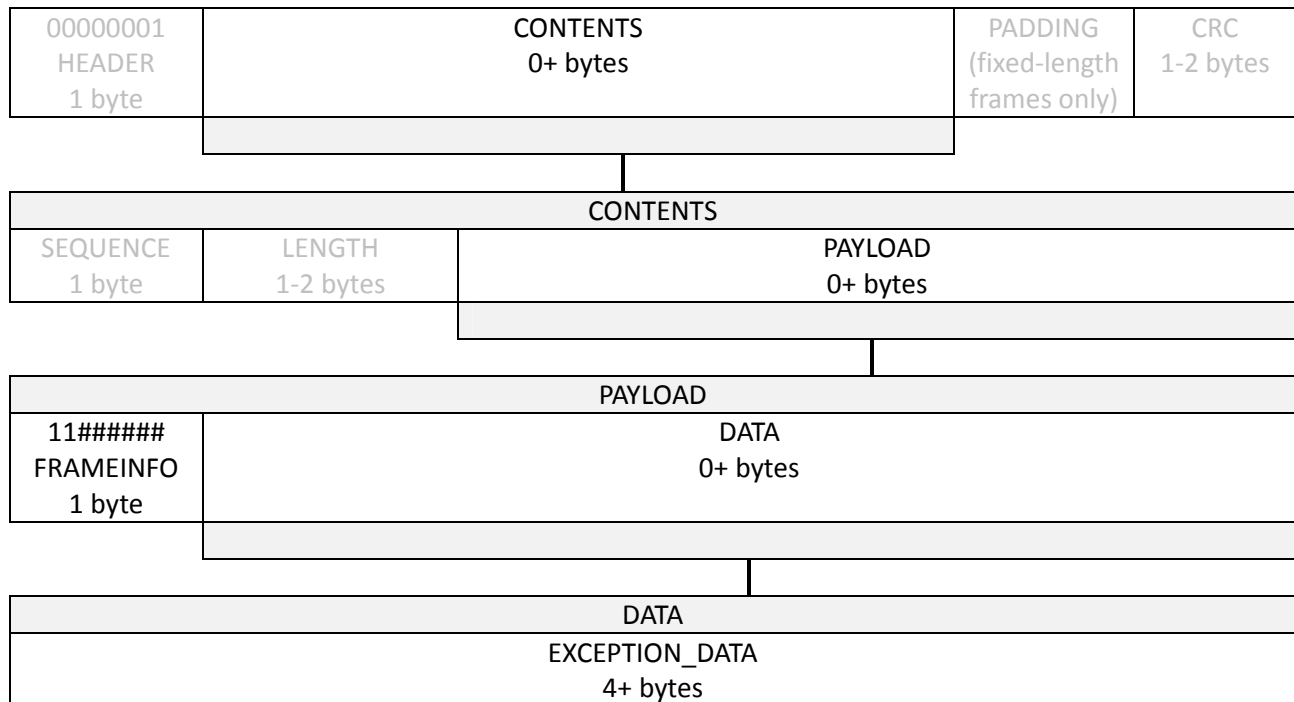 00000001
HEADER
1 byte
CONTENTS
0+ bytes
PADDING
(fixed-length
frames only)
CRC
1-2 bytes
CONTENTS
SEQUENCE
1 byte
LENGTH
1-2 bytes
PAYLOAD
0+ bytes
PAYLOAD
11######
FRAMEINFO
1 byte
DATA
0+ bytes
DATA
EXCEPTION_DATA
4+ bytes